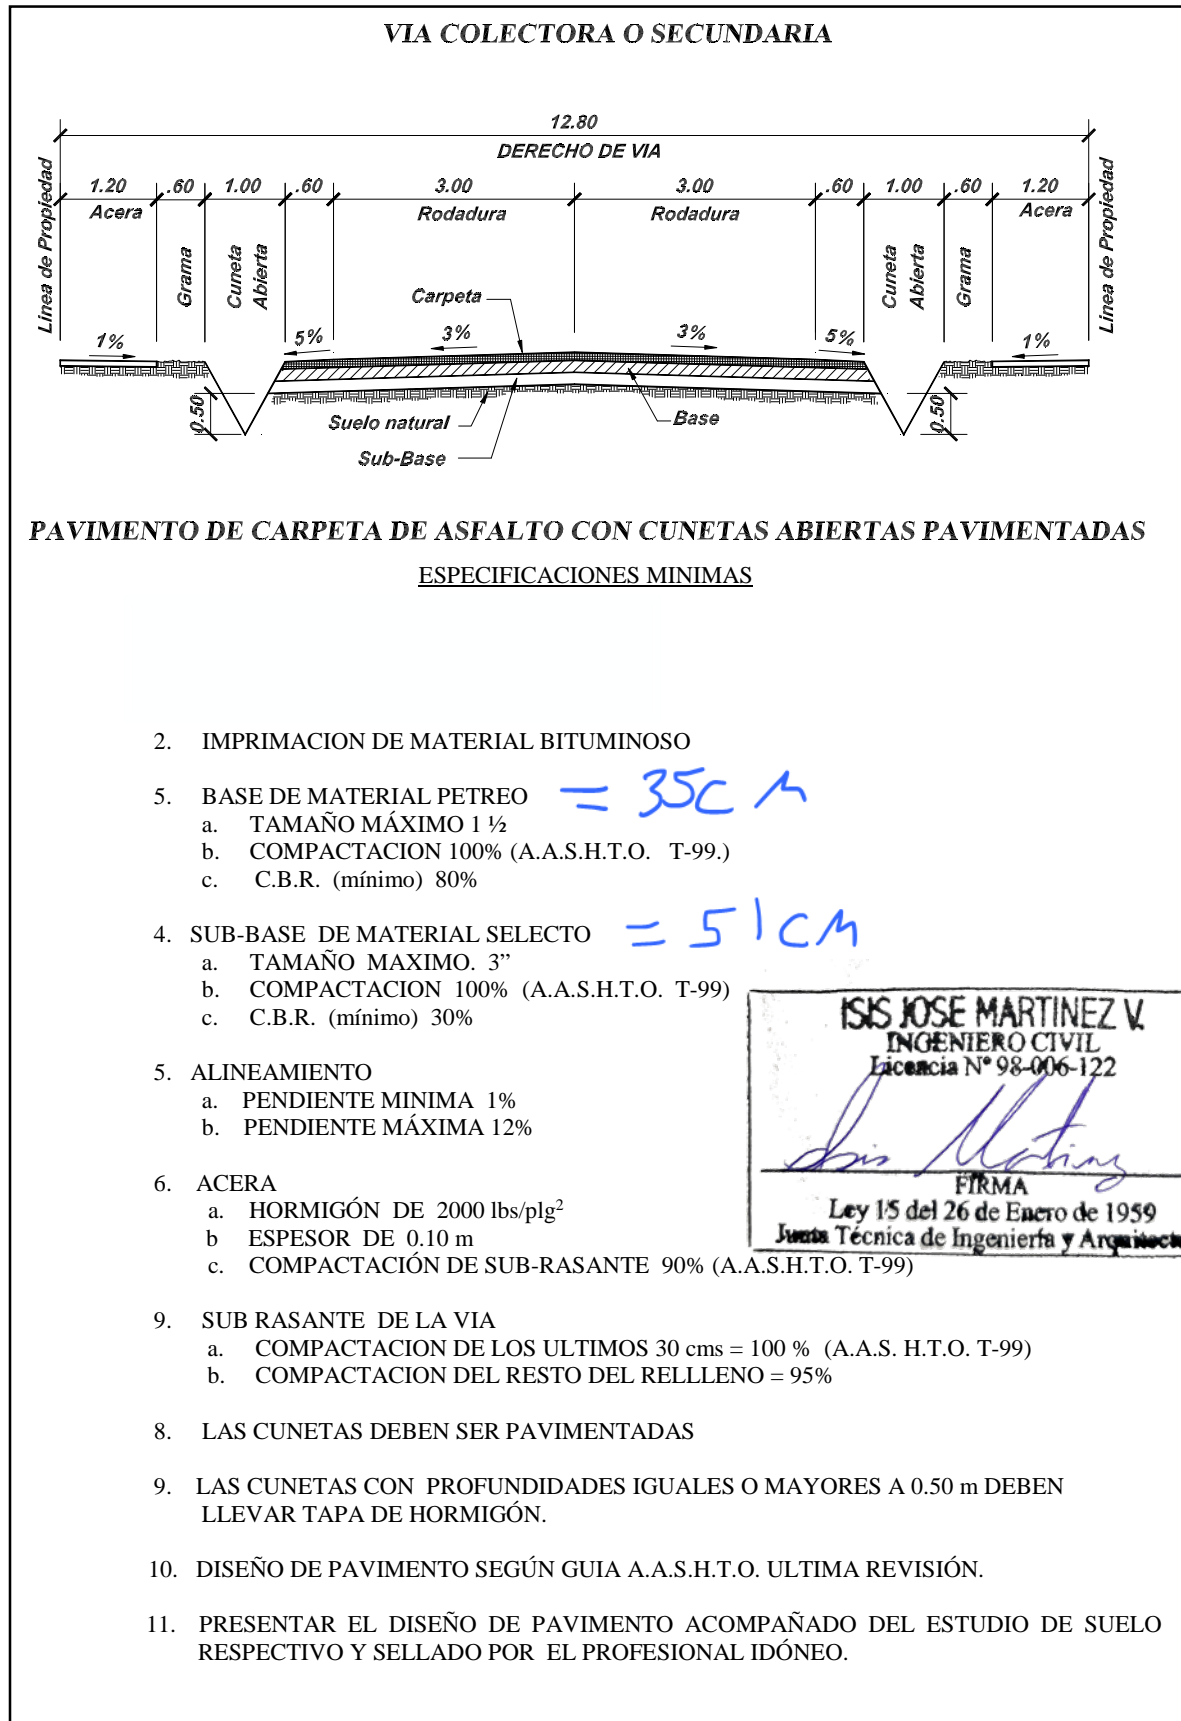 VIA COLECTORA O SECUNDARIA
12.80
DERECHO DE VIA
1.20 .60 1.00 .60 3.00 3.00 .60 1.00 .60 1.20
Acera Rodadura Rodadura Acera
Linea de Propiedad
Grama
Cuneta
Abierta
Cuneta
Abierta
Grama
Linea de Propiedad
Carpeta
1% 5% 3% 3% 5% 1%
0.50
0.50
Suelo natural
Base
Sub-Base
PAVIMENTO DE CARPETA DE ASFALTO CON CUNETAS ABIERTAS PAVIMENTADAS
ESPECIFICACIONES MINIMAS
2. IMPRIMACION DE MATERIAL BITUMINOSO
5. BASE DE MATERIAL PETREO = 35CM
a. TAMAÑO MÁXIMO 1 ½
b. COMPACTACION 100% (A.A.S.H.T.O. T-99.)
c. C.B.R. (mínimo) 80%
4. SUB-BASE DE MATERIAL SELECTO = 51CM
a. TAMAÑO MAXIMO. 3”
b. COMPACTACION 100% (A.A.S.H.T.O. T-99)
c. C.B.R. (mínimo) 30%
ISIS JOSE MARTINEZ V.
INGENIERO CIVIL
Licencia N° 98-006-122
Isis Martinez
FIRMA
Ley 15 del 26 de Enero de 1959
Junta Técnica de Ingeniería y Arquitect
5. ALINEAMIENTO
a. PENDIENTE MINIMA 1%
b. PENDIENTE MÁXIMA 12%
6. ACERA
a. HORMIGÓN DE 2000 lbs/plg²
b ESPESOR DE 0.10 m
c. COMPACTACIÓN DE SUB-RASANTE 90% (A.A.S.H.T.O. T-99)
9. SUB RASANTE DE LA VIA
a. COMPACTACION DE LOS ULTIMOS 30 cms = 100 % (A.A.S. H.T.O. T-99)
b. COMPACTACION DEL RESTO DEL RELLLENO = 95%
8. LAS CUNETAS DEBEN SER PAVIMENTADAS
9. LAS CUNETAS CON PROFUNDIDADES IGUALES O MAYORES A 0.50 m DEBEN
LLEVAR TAPA DE HORMIGÓN.
10. DISEÑO DE PAVIMENTO SEGÚN GUIA A.A.S.H.T.O. ULTIMA REVISIÓN.
11. PRESENTAR EL DISEÑO DE PAVIMENTO ACOMPAÑADO DEL ESTUDIO DE SUELO
RESPECTIVO Y SELLADO POR EL PROFESIONAL IDÓNEO.